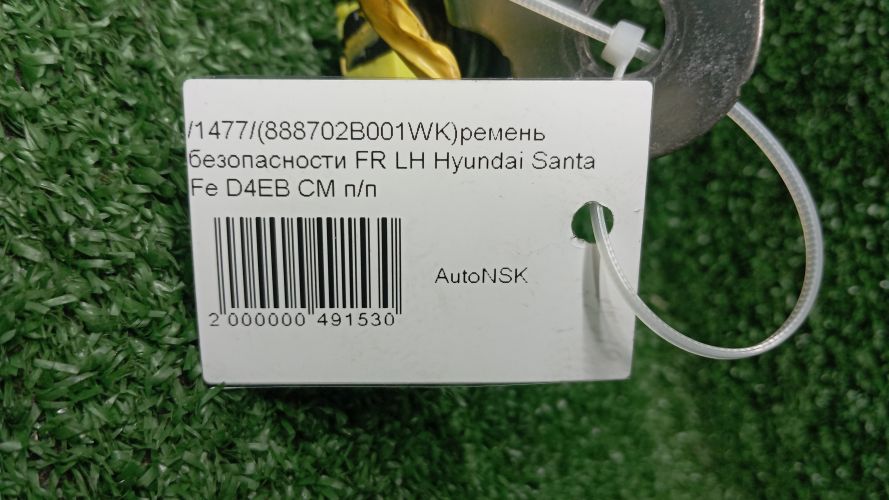 /1477/(888702B001WK)ремень
безопасности FR LH Hyundai Santa
Fe D4EB CM п/п
AutoNSK
2 000000 491530